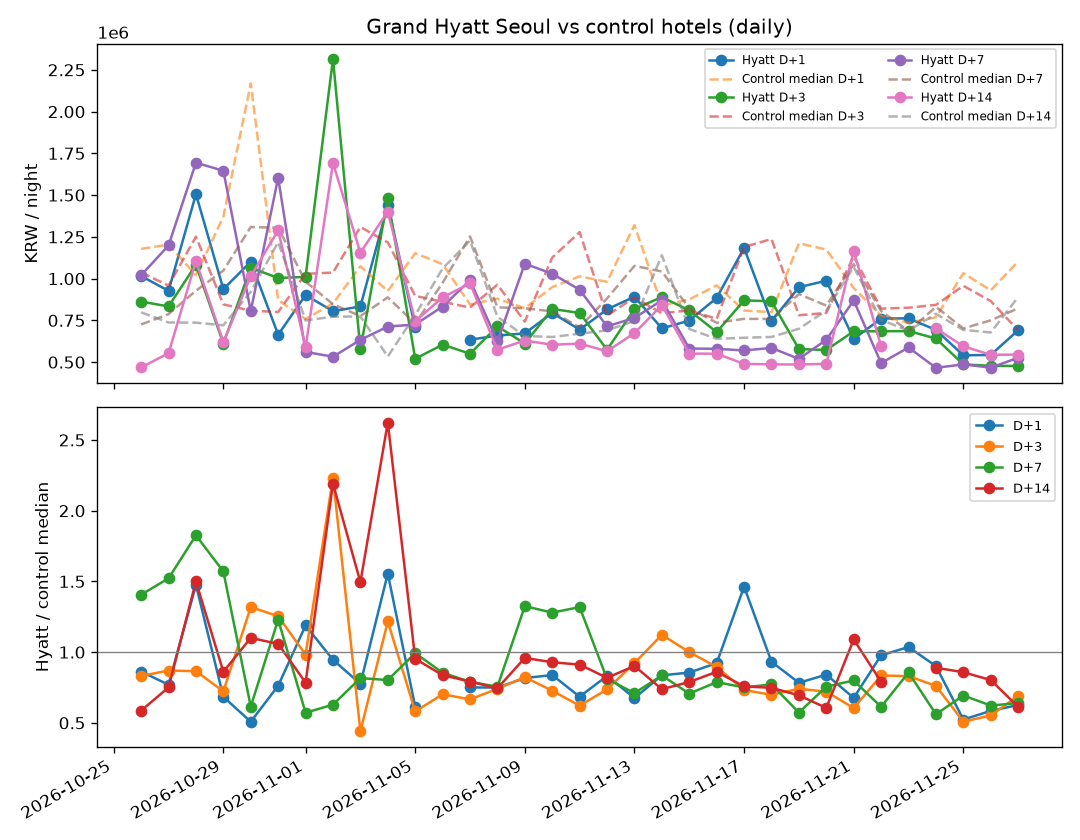 Grand Hyatt Seoul vs control hotels (daily)
1e6
KRW / night
2.25
2.00
1.75
1.50
1.25
1.00
0.75
0.50
Hyatt D+1
Control median D+1
Hyatt D+3
Control median D+3
Hyatt D+7
Control median D+7
Hyatt D+14
Control median D+14
Hyatt / control median
2.5
2.0
1.5
1.0
0.5
D+1
D+3
D+7
D+14
2026-10-25
2026-10-29
2026-11-01
2026-11-05
2026-11-09
2026-11-13
2026-11-17
2026-11-21
2026-11-25